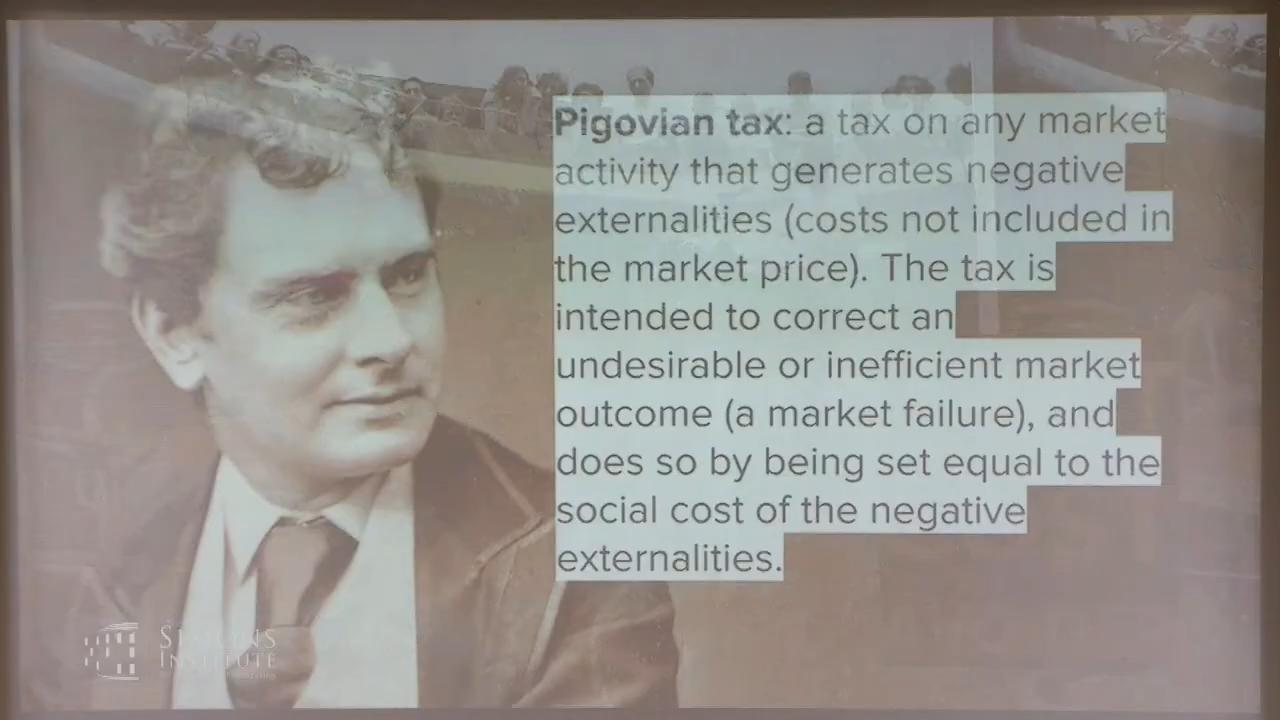 Pigovian tax: a tax on any market
activity that generates negative
externalities (costs not included in
the market price). The tax is
intended to correct an
undesirable or inefficient market
outcome (a market failure), and
does so by being set equal to the
social cost of the negative
externalities.
Simons
Institute